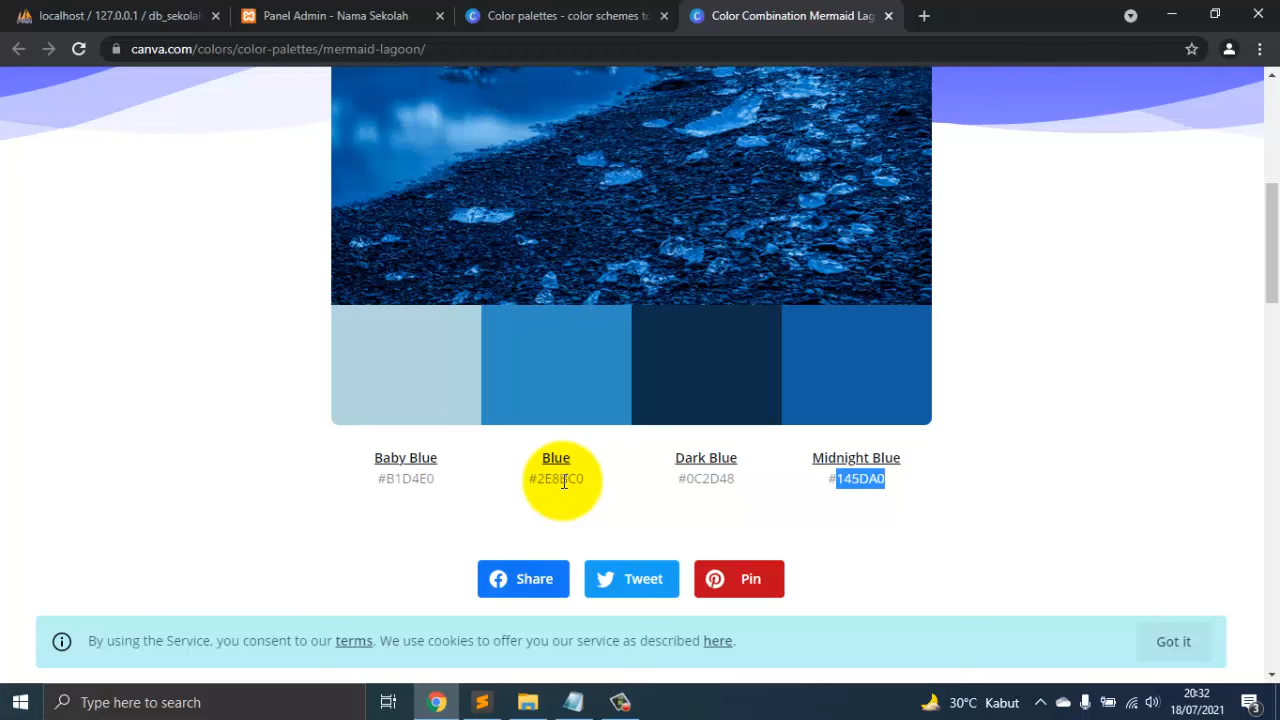 localhost / 127.0.0.1 / db_sekolah
Panel Admin - Nama Sekolah
Color palettes - color schemes to
Color Combination Mermaid Lag
canva.com/colors/color-palettes/mermaid-lagoon/
Baby Blue
Blue
Dark Blue
Midnight Blue
#B1D4E0
#2E8BC0
#0C2D48
#145DA0
Share
Tweet
Pin
By using the Service, you consent to our terms. We use cookies to offer you our service as described here.
Got it
Type here to search
30°C Kabut
20:32
18/07/2021
3